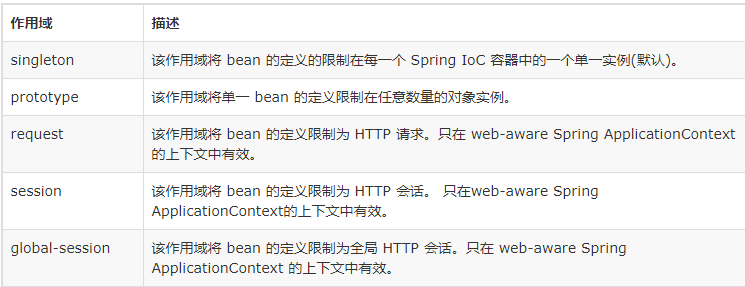 作用域 描述
singleton 该作用域将 bean 的定义的限制在每一个 Spring IoC 容器中的一个单一实例(默认)。
prototype 该作用域将单一 bean 的定义限制在任意数量的对象实例。
request 该作用域将 bean 的定义限制为 HTTP 请求。只在 web-aware Spring ApplicationContext
的上下文中有效。
session 该作用域将 bean 的定义限制为 HTTP 会话。 只在web-aware Spring
ApplicationContext的上下文中有效。
global-session 该作用域将 bean 的定义限制为全局 HTTP 会话。只在 web-aware Spring
ApplicationContext 的上下文中有效。